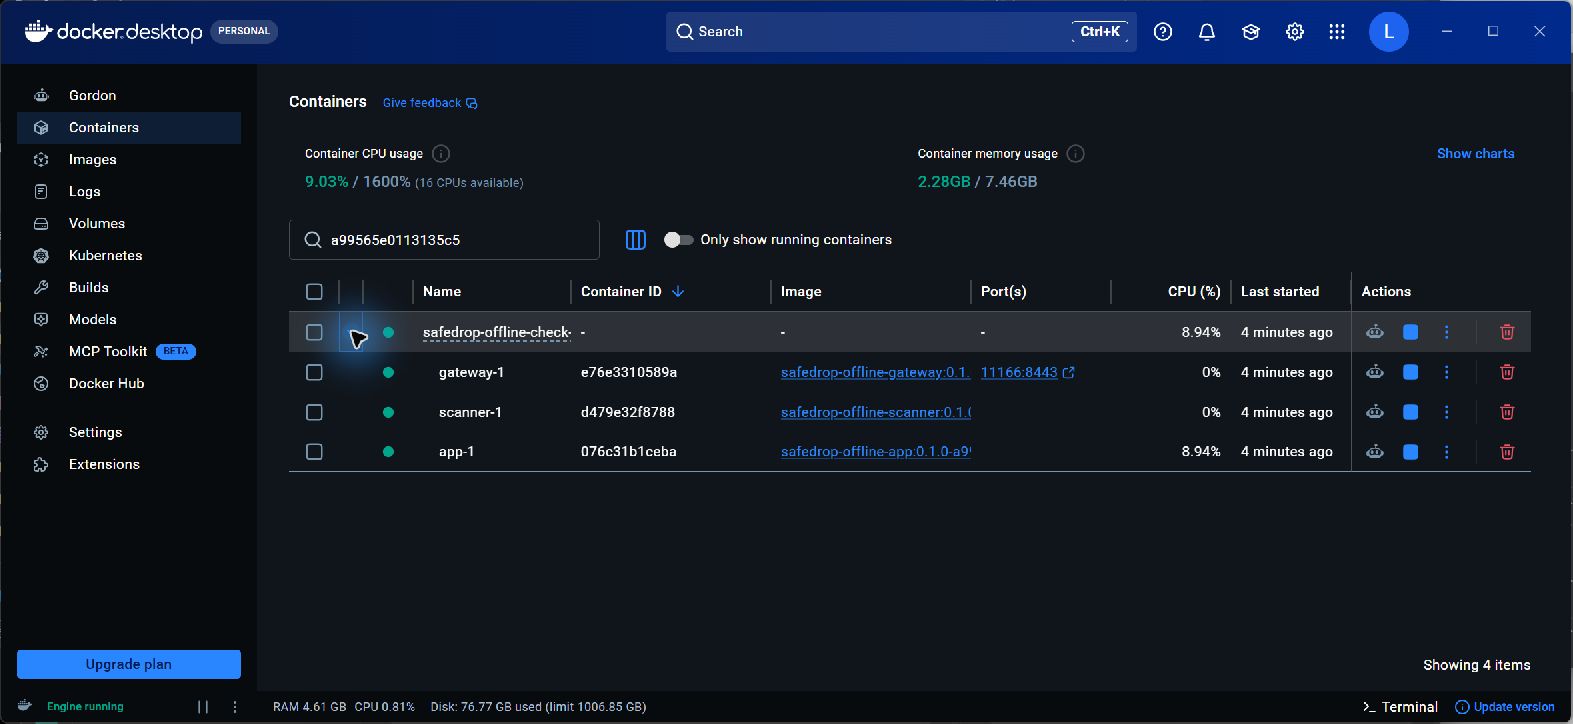 docker.desktop PERSONAL Search Ctrl+K L
Gordon
Containers
Images
Logs
Volumes
Kubernetes
Builds
Models
MCP Toolkit BETA
Docker Hub
Settings
Extensions
Upgrade plan
Containers Give feedback
Container CPU usage
9.03% / 1600% (16 CPUs available)
Container memory usage
2.28GB / 7.46GB
Show charts
a99565e0113135c5
Only show running containers
Name Container ID Image Port(s) CPU (%) Last started Actions
safedrop-offline-check- - - - 8.94% 4 minutes ago
gateway-1 e76e3310589a safedrop-offline-gateway:0.1. 11166:8443 0% 4 minutes ago
scanner-1 d479e32f8788 safedrop-offline-scanner:0.1.0 0% 4 minutes ago
app-1 076c31b1ceba safedrop-offline-app:0.1.0-a9 8.94% 4 minutes ago
Showing 4 items
Engine running RAM 4.61 GB CPU 0.81% Disk: 76.77 GB used (limit 1006.85 GB) Terminal Update version